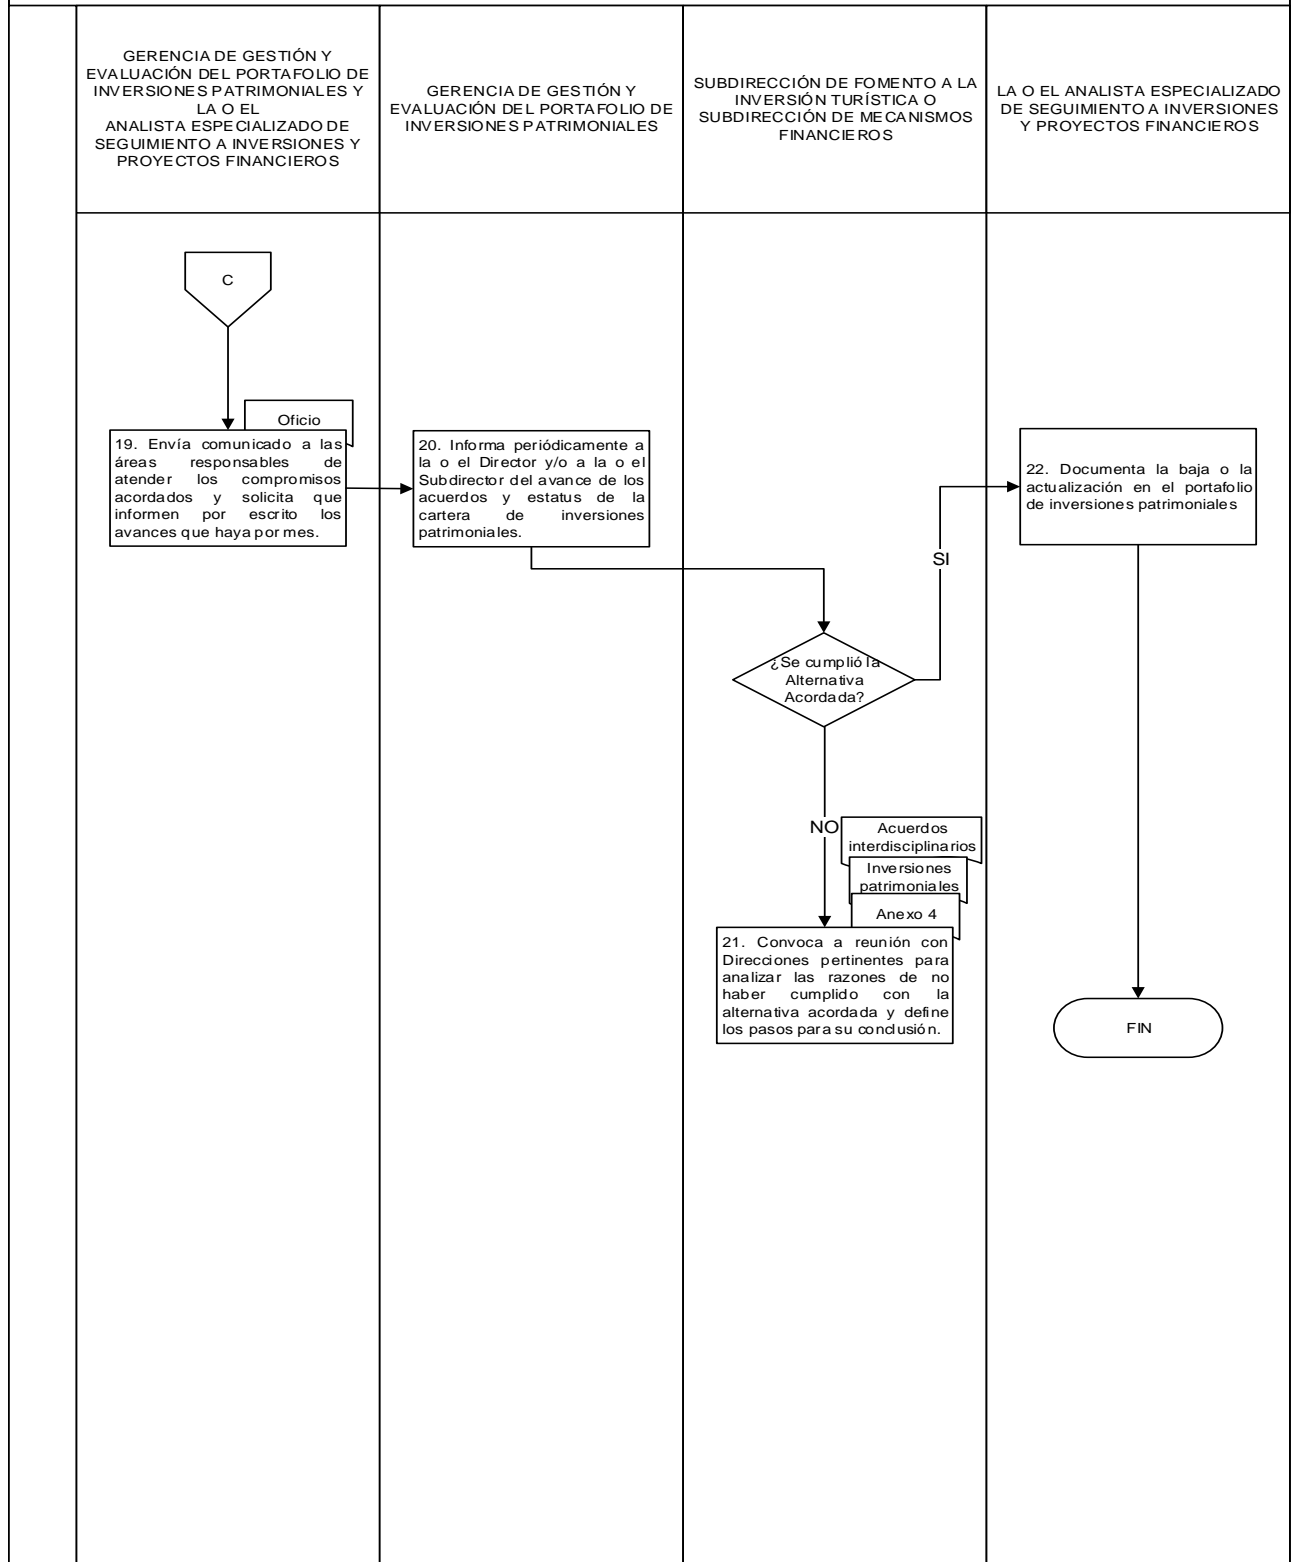 GERENCIA DE GESTIÓN Y
EVALUACIÓN DEL PORTAFOLIO DE
INVERSIONES PATRIMONIALES Y
LA O EL
ANALISTA ESPECIALIZADO DE
SEGUIMIENTO A INVERSIONES Y
PROYECTOS FINANCIEROS
GERENCIA DE GESTIÓN Y
EVALUACIÓN DEL PORTAFOLIO DE
INVERSIONES PATRIMONIALES
SUBDIRECCIÓN DE FOMENTO A LA
INVERSIÓN TURÍSTICA O
SUBDIRECCIÓN DE MECANISMOS
FINANCIEROS
LA O EL ANALISTA ESPECIALIZADO
DE SEGUIMIENTO A INVERSIONES
Y PROYECTOS FINANCIEROS
C
Oficio
19. Envía comunicado a las
áreas responsables de
atender los compromisos
acordados y solicita que
informen por escrito los
avances que haya por mes.
20. Informa periódicamente a
la o el Director y/o a la o el
Subdirector del avance de los
acuerdos y estatus de la
cartera de inversiones
patrimoniales.
22. Documenta la baja o la
actualización en el portafolio
de inversiones patrimoniales
SI
¿Se cumplió la
Alternativa
Acordada?
NO
Acuerdos
interdisciplinarios
Inversiones
patrimoniales
Anexo 4
21. Convoca a reunión con
Direcciones pertinentes para
analizar las razones de no
haber cumplido con la
alternativa acordada y define
los pasos para su conclusión.
FIN